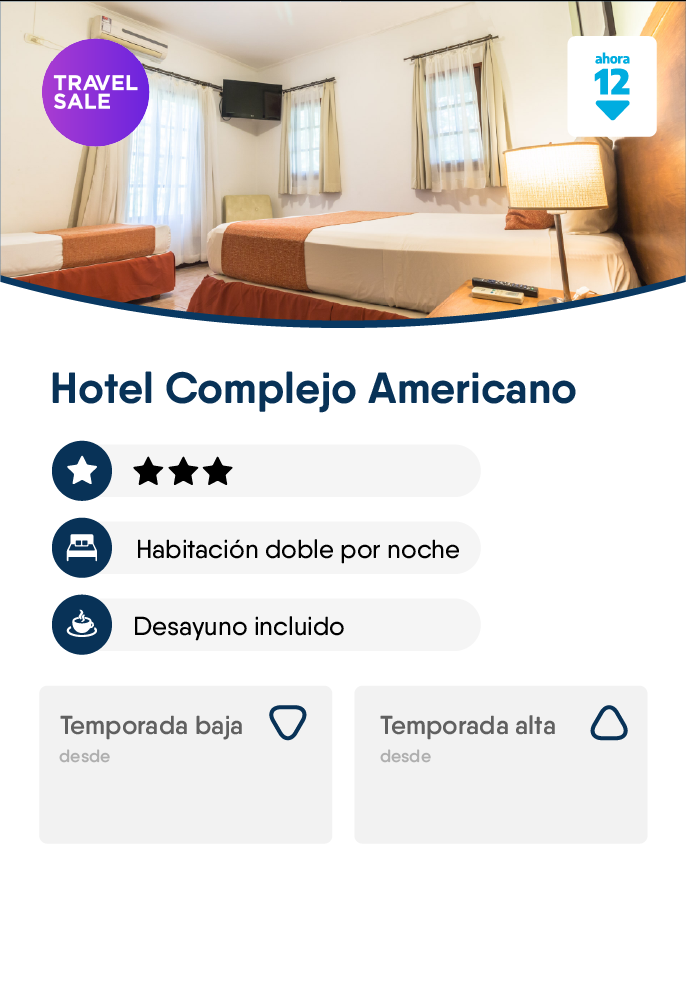 TRAVEL
SALE
ahora
12
Hotel Complejo Americano
Habitación doble por noche
Desayuno incluido
Temporada baja
desde
Temporada alta
desde